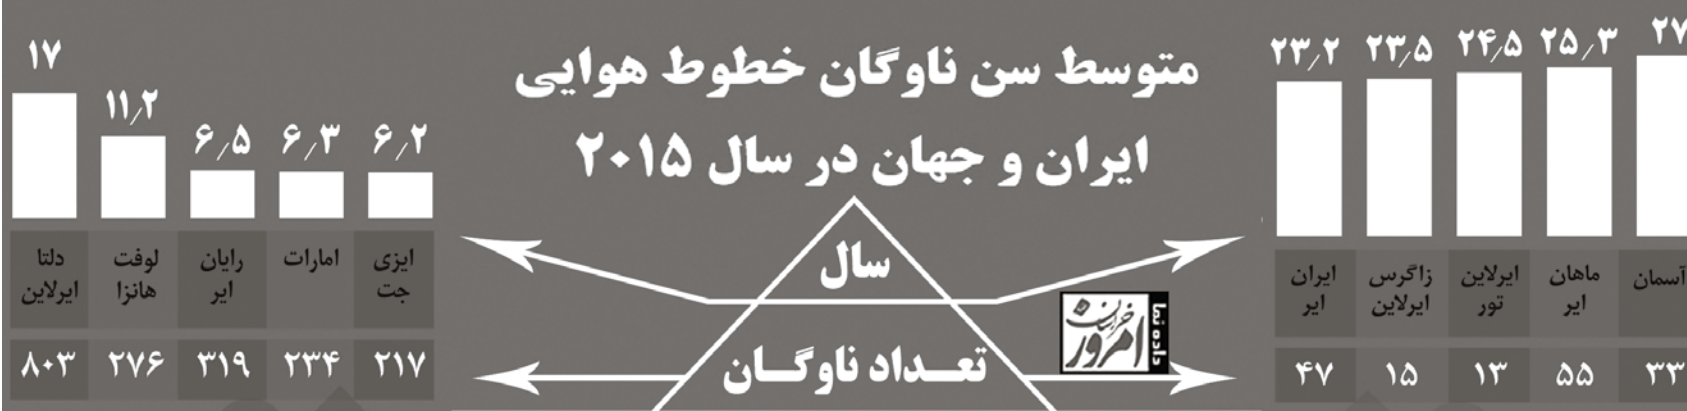 متوسط سن ناوگان خطوط هوایی
ایران و جهان در سال ۲۰۱۵
۲۷
۲۵٫۳
۲۴٫۵
۲۳٫۵
۲۳٫۲
آسمان
ماهان
ایر
ایرلاین
تور
زاگرس
ایرلاین
ایران
ایر
۳۳
۵۵
۱۳
۱۵
۴۷
سال
تعـــداد ناوگـــان
داده نما
خراسان
امروز
۶٫۲
۶٫۳
۶٫۵
۱۱٫۲
۱۷
ایزی
جت
امارات
رایان
ایر
لوفت
هانزا
دلتا
ایرلاین
۲۱۷
۲۳۴
۳۱۹
۲۷۶
۸۰۳